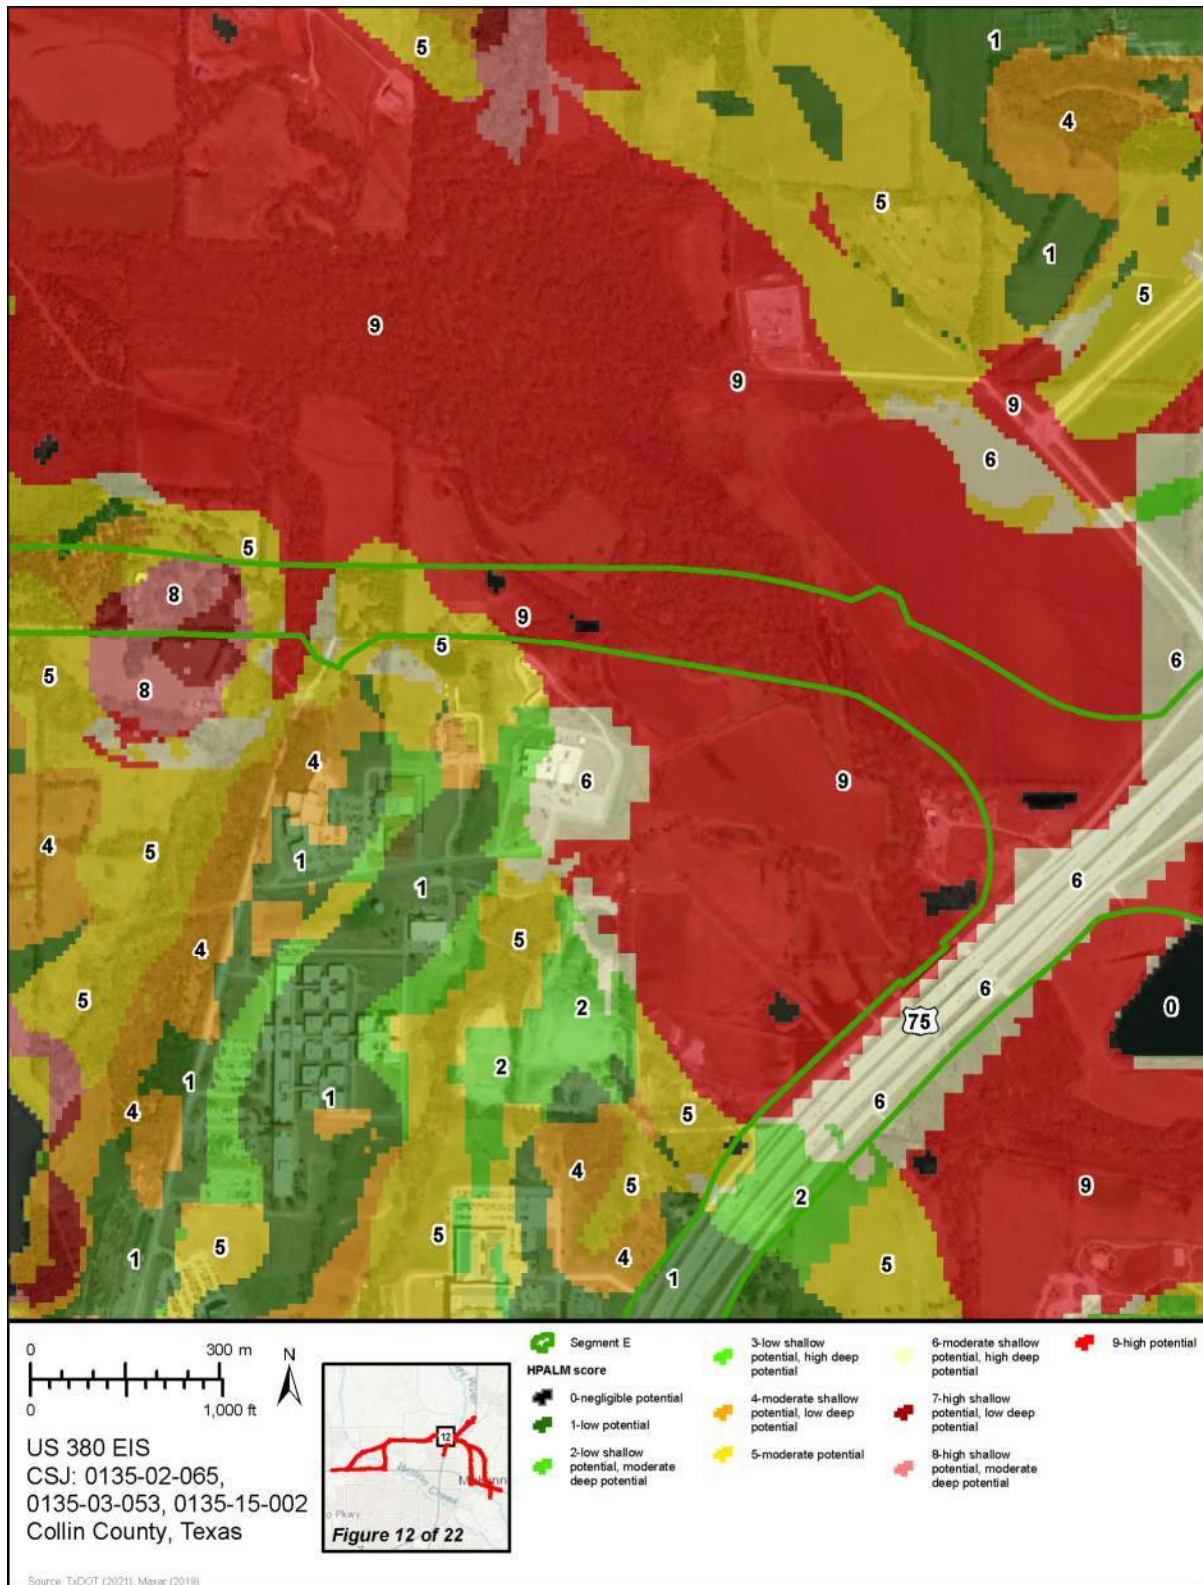 5
1
4
5
1
5
9
9
9
6
5
8
9
5
6
5
8
4
6
9
4
5
1
1
6
5
4
6
5
2
0
75
2
1
1
6
4
5
4
5
9
2
5
1
5
4
5
1
0
300 m
0
1,000 ft
N
US 380 EIS
CSJ: 0135-02-065,
0135-03-053, 0135-15-002
Collin County, Texas
Source: TxDOT (2021); Maxar (2019)
12
o Pkwy
Figure 12 of 22
Segment E
HPALM score
0-negligible potential
1-low potential
2-low shallow
potential, moderate
deep potential
3-low shallow
potential, high deep
potential
4-moderate shallow
potential, low deep
potential
5-moderate potential
6-moderate shallow
potential, high deep
potential
7-high shallow
potential, low deep
potential
8-high shallow
potential, moderate
deep potential
9-high potential